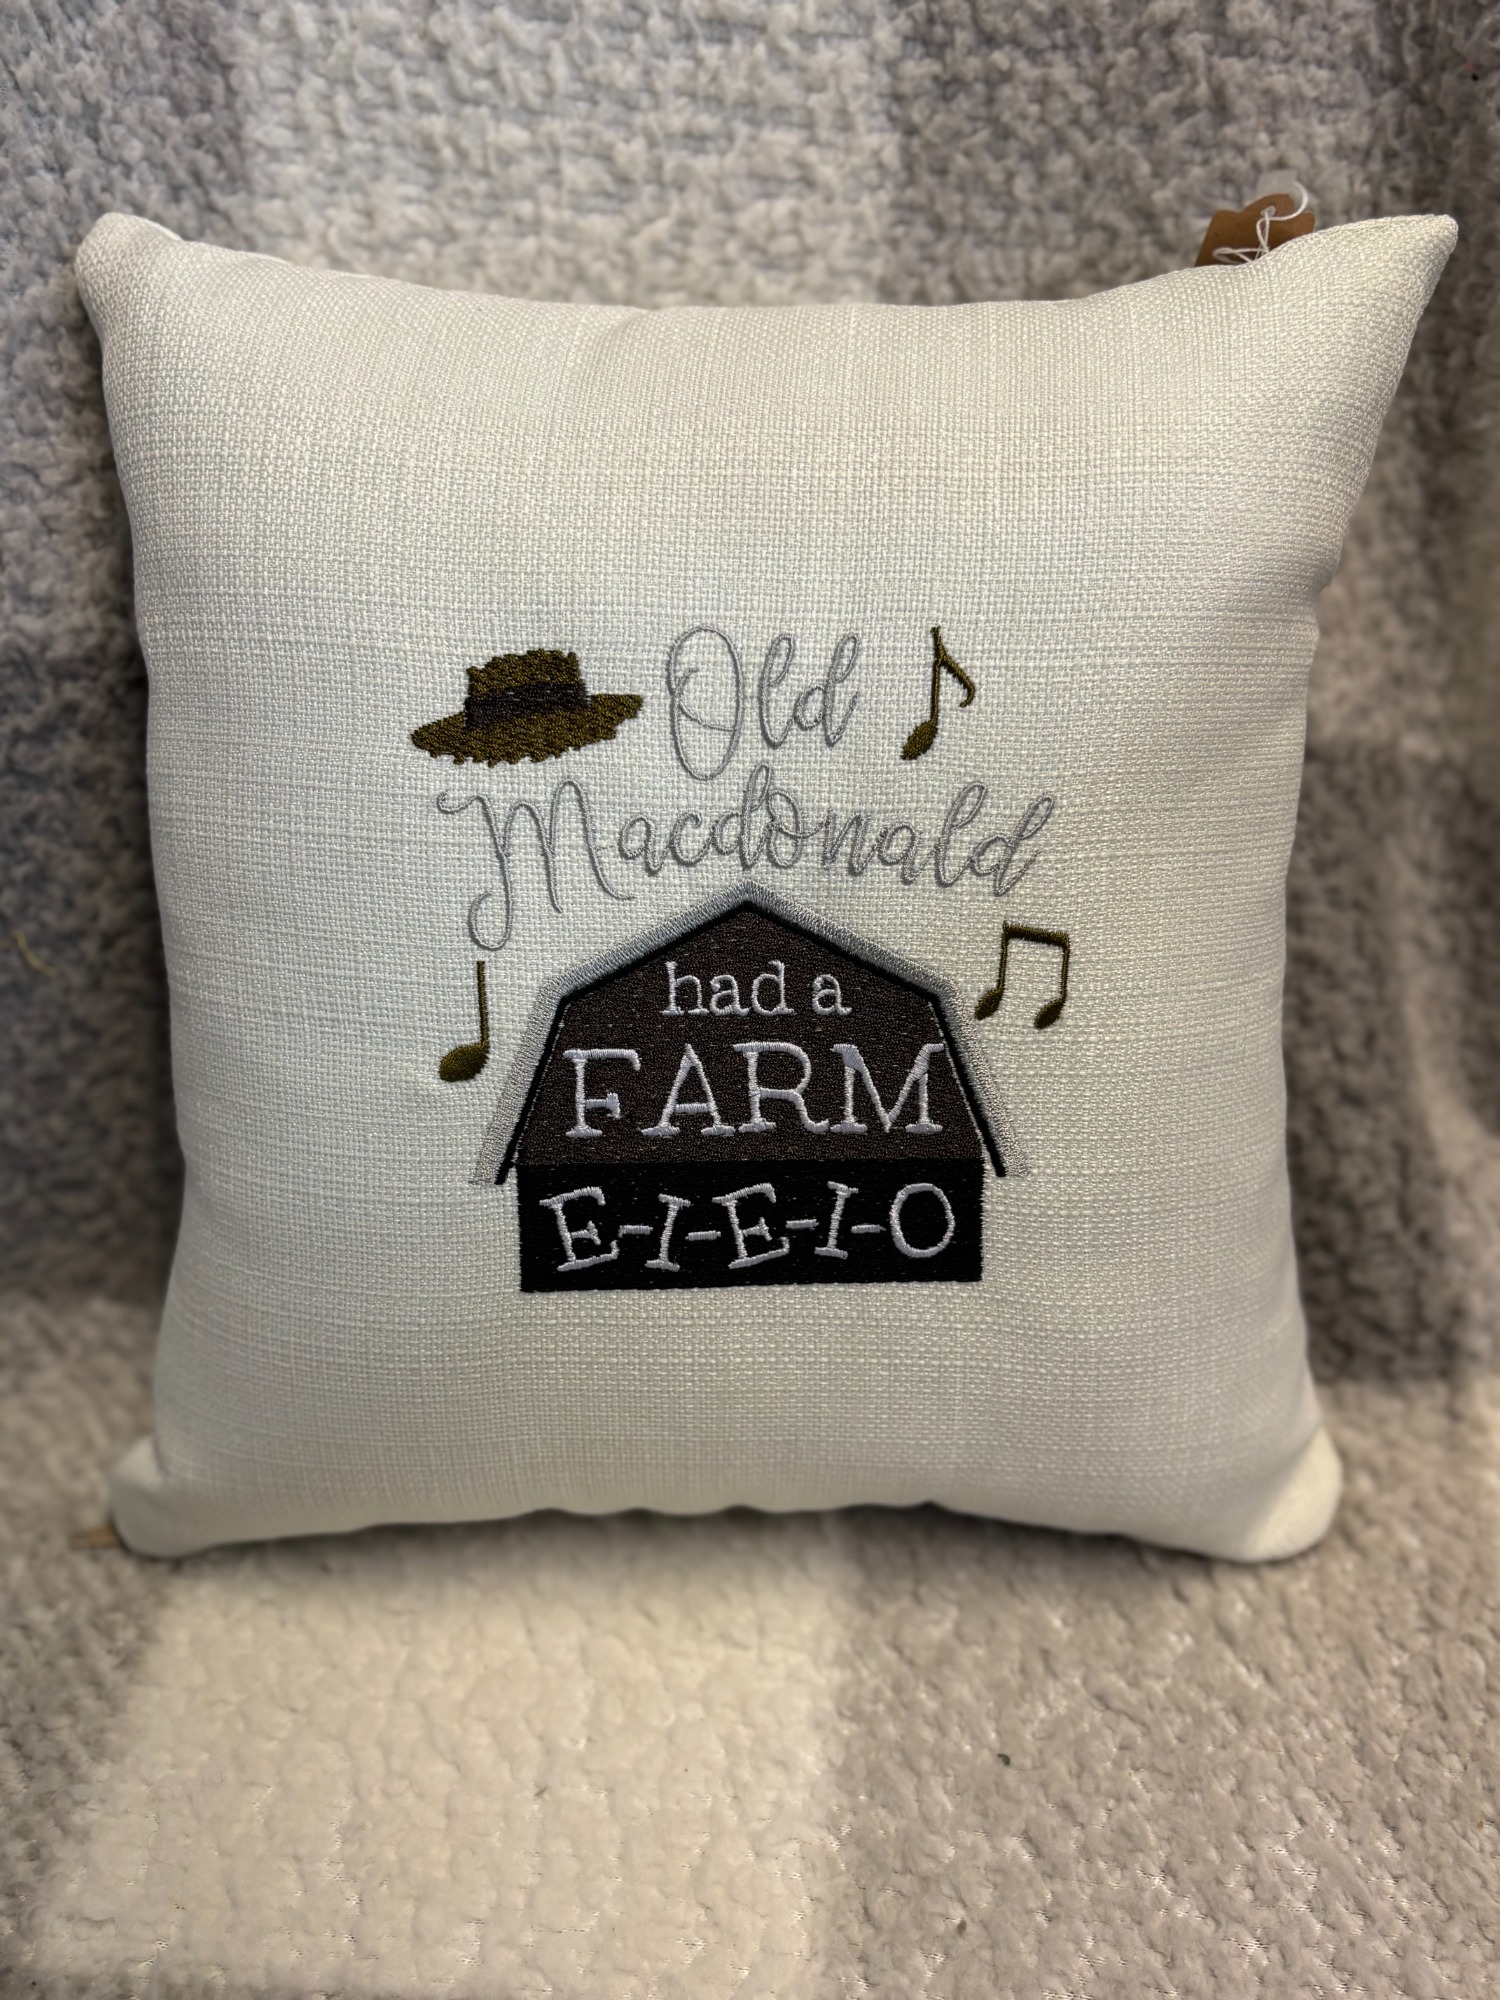 Old
Macdonald
had a
FARM
E-I-E-I-O